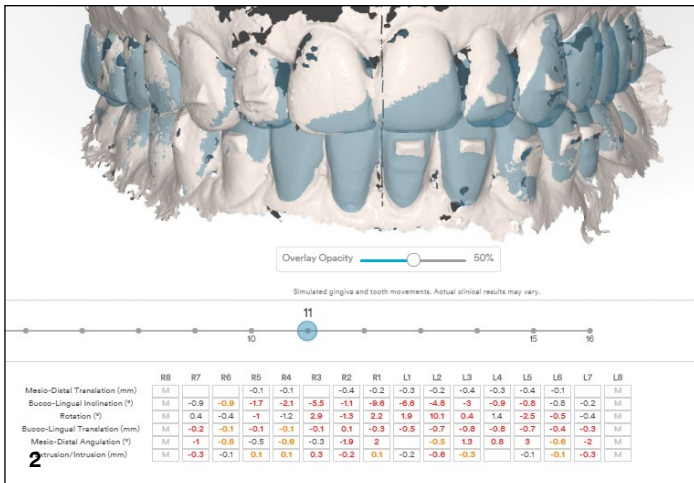 Overlay Opacity 50%
Simulated gingiva and tooth movements. Actual clinical results may vary.
11
10 15 16
R8 R7 R6 R5 R4 R3 R2 R1 L1 L2 L3 L4 L5 L6 L7 L8
Mesio-Distal Translation (mm) M -0.1 -0.1 -0.4 -0.2 -0.3 -0.2 -0.4 -0.3 -0.4 -0.1 M
Bucco-Lingual Inclination (°) M -0.9 -0.9 -1.7 -2.1 -5.5 -1.1 -9.6 -6.6 -4.8 -3 -0.9 -0.8 -0.8 -0.2 M
Rotation (°) M 0.4 -0.4 -1 -1.2 2.9 -1.3 2.2 1.9 10.1 0.4 1.4 -2.5 -0.5 -0.4 M
Bucco-Lingual Translation (mm) M -0.2 -0.1 -0.1 -0.1 -0.1 0.1 -0.3 -0.5 -0.7 -0.8 -0.8 -0.7 -0.4 -0.3 M
Mesio-Distal Angulation (°) M -1 -0.8 -0.5 -0.6 -0.3 -1.9 2 -0.5 1.3 0.8 3 -0.6 -2 M
2 trusion/Intrusion (mm) M -0.3 -0.1 0.1 0.1 0.3 -0.2 0.1 -0.2 -0.6 -0.3 -0.1 -0.1 -0.3 M